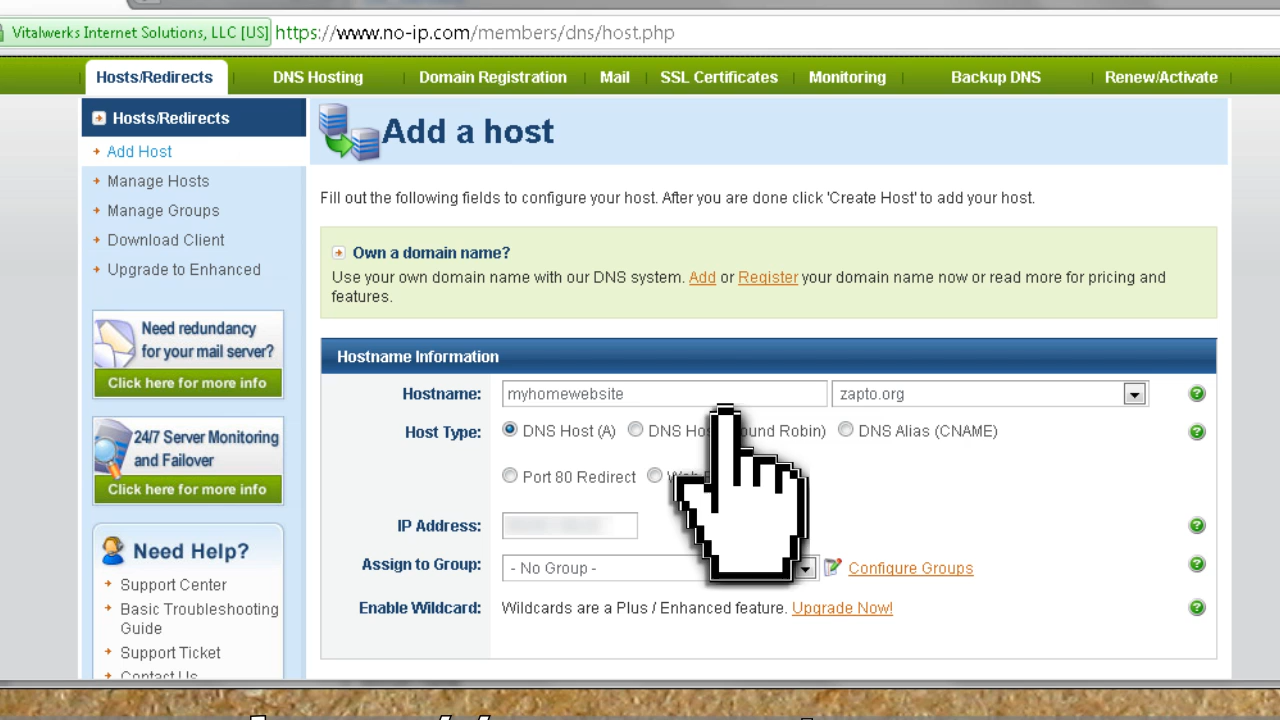 Vitalwerks Internet Solutions, LLC [US] https://www.no-ip.com/members/dns/host.php
Hosts/Redirects DNS Hosting Domain Registration Mail SSL Certificates Monitoring Backup DNS Renew/Activate
Hosts/Redirects
Add Host
Manage Hosts
Manage Groups
Download Client
Upgrade to Enhanced
Need redundancy
for your mail server?
Click here for more info
24/7 Server Monitoring
and Failover
Click here for more info
Need Help?
Support Center
Basic Troubleshooting
Guide
Support Ticket
Contact Us
Add a host
Fill out the following fields to configure your host. After you are done click 'Create Host' to add your host.
Own a domain name?
Use your own domain name with our DNS system. Add or Register your domain name now or read more for pricing and
features.
Hostname Information
Hostname: myhomewebsite zapto.org
Host Type: DNS Host (A) DNS Robin) DNS Alias (CNAME)
Port 80 Redirect
IP Address:
Assign to Group: - No Group - Configure Groups
Enable Wildcard: Wildcards are a Plus / Enhanced feature. Upgrade Now!